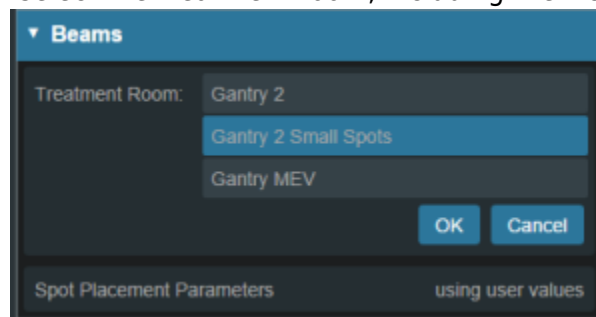 Beams
Treatment Room:
Gantry 2
Gantry 2 Small Spots
Gantry MEV
OK
Cancel
Spot Placement Parameters
using user values